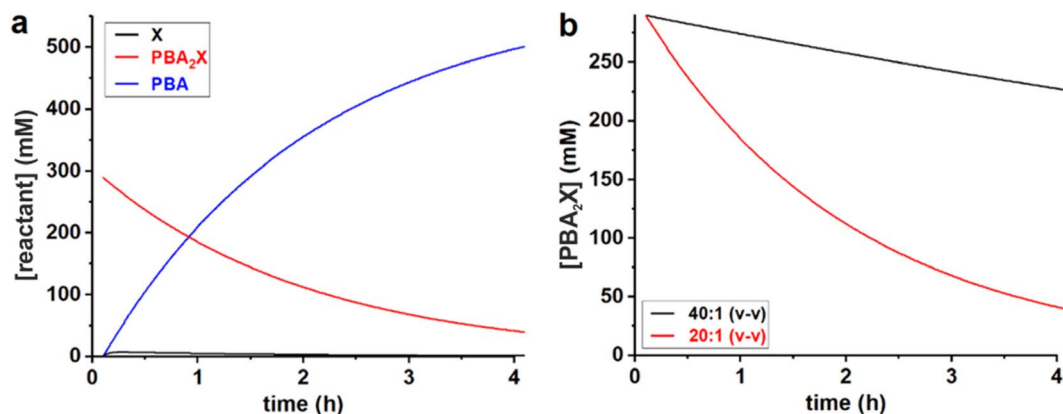 a
X
PBA₂X
PBA
500
400
300
200
100
0
[reactant] (mM)
0 1 2 3 4
time (h)
b
250
200
150
100
50
0
[PBA₂X] (mM)
40:1 (v-v)
20:1 (v-v)
0 1 2 3 4
time (h)